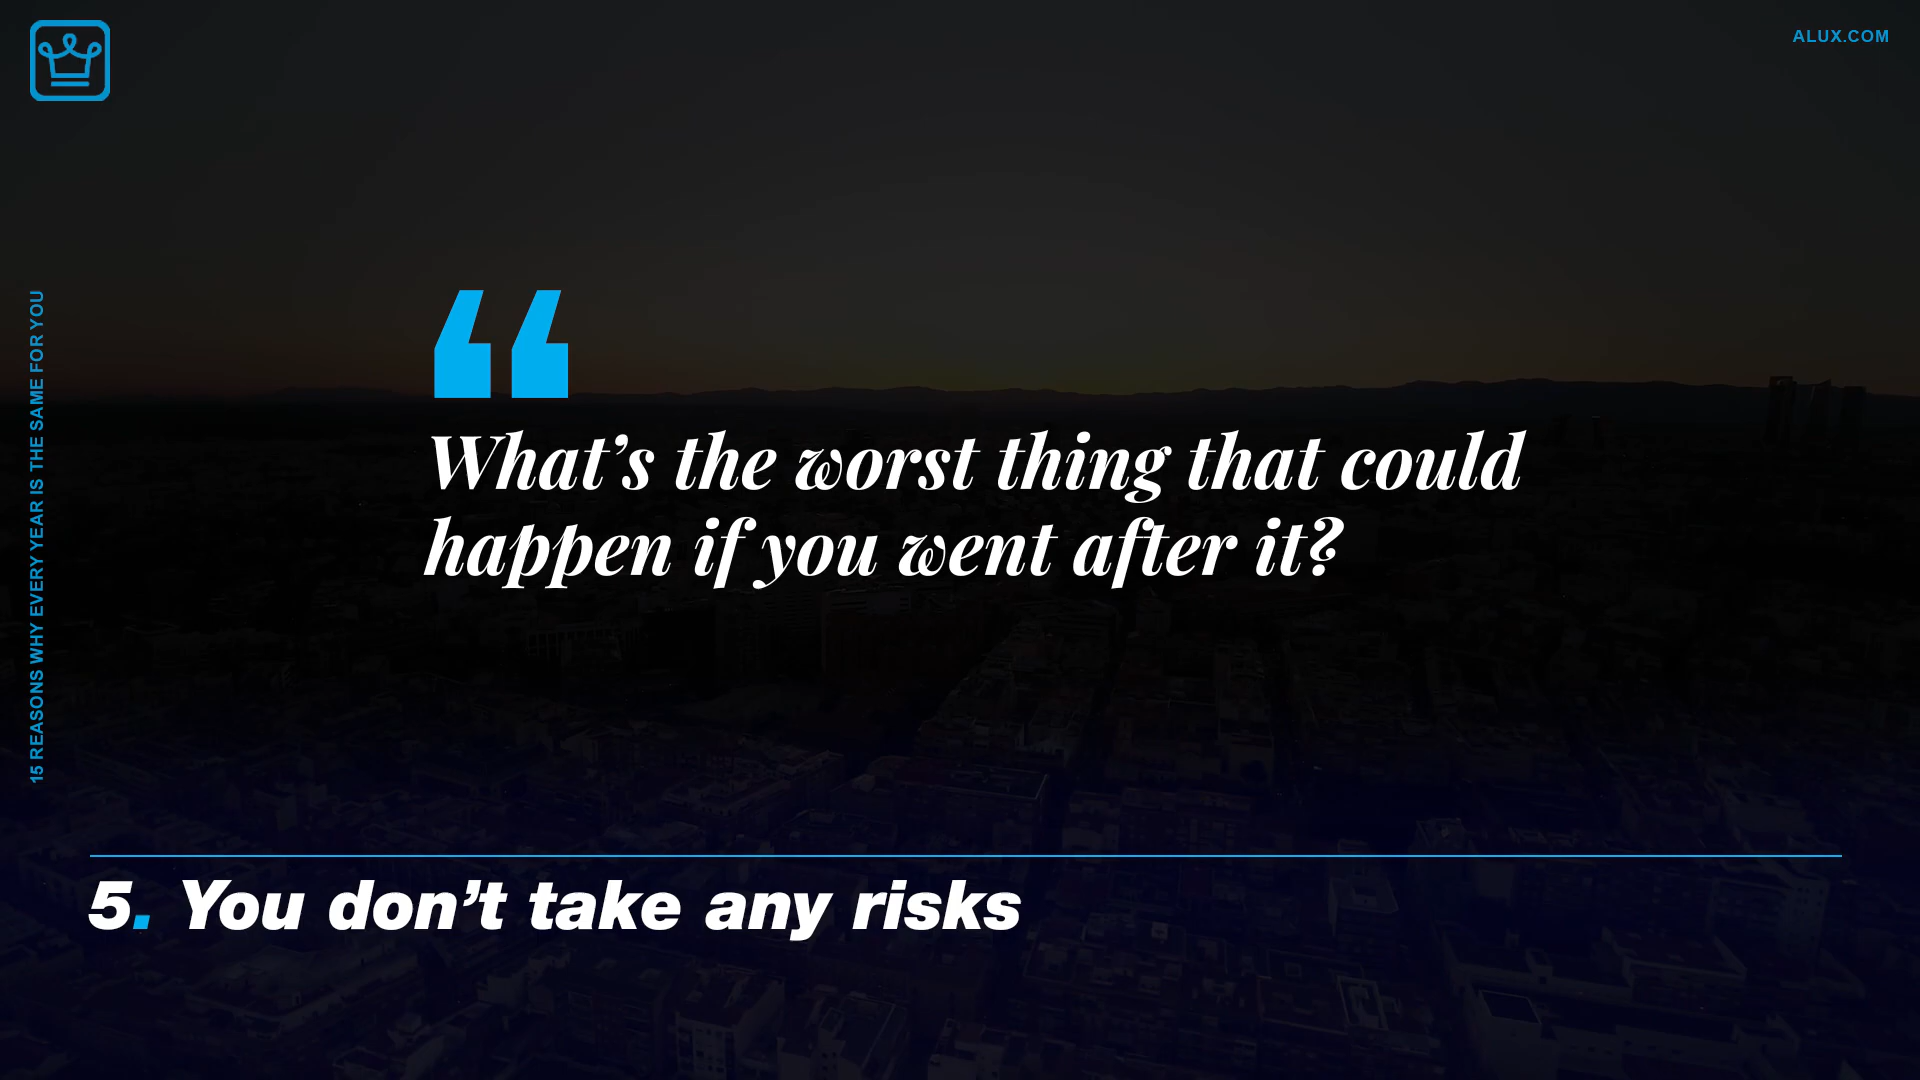 ALUX.COM
15 REASONS WHY EVERY YEAR IS THE SAME FOR YOU
“
What’s the worst thing that could
happen if you went after it?
5. You don’t take any risks